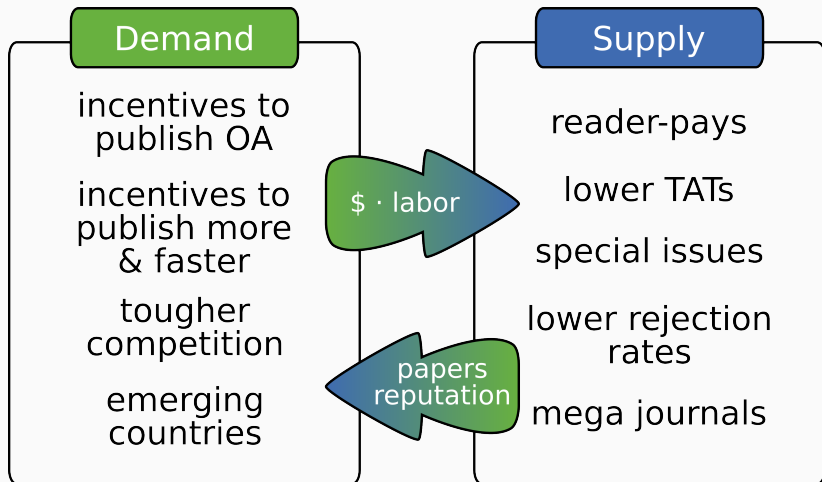 Demand
incentives to
publish OA
incentives to
publish more
& faster
tougher
competition
emerging
countries
$ · labor
papers
reputation
Supply
reader-pays
lower TATs
special issues
lower rejection
rates
mega journals